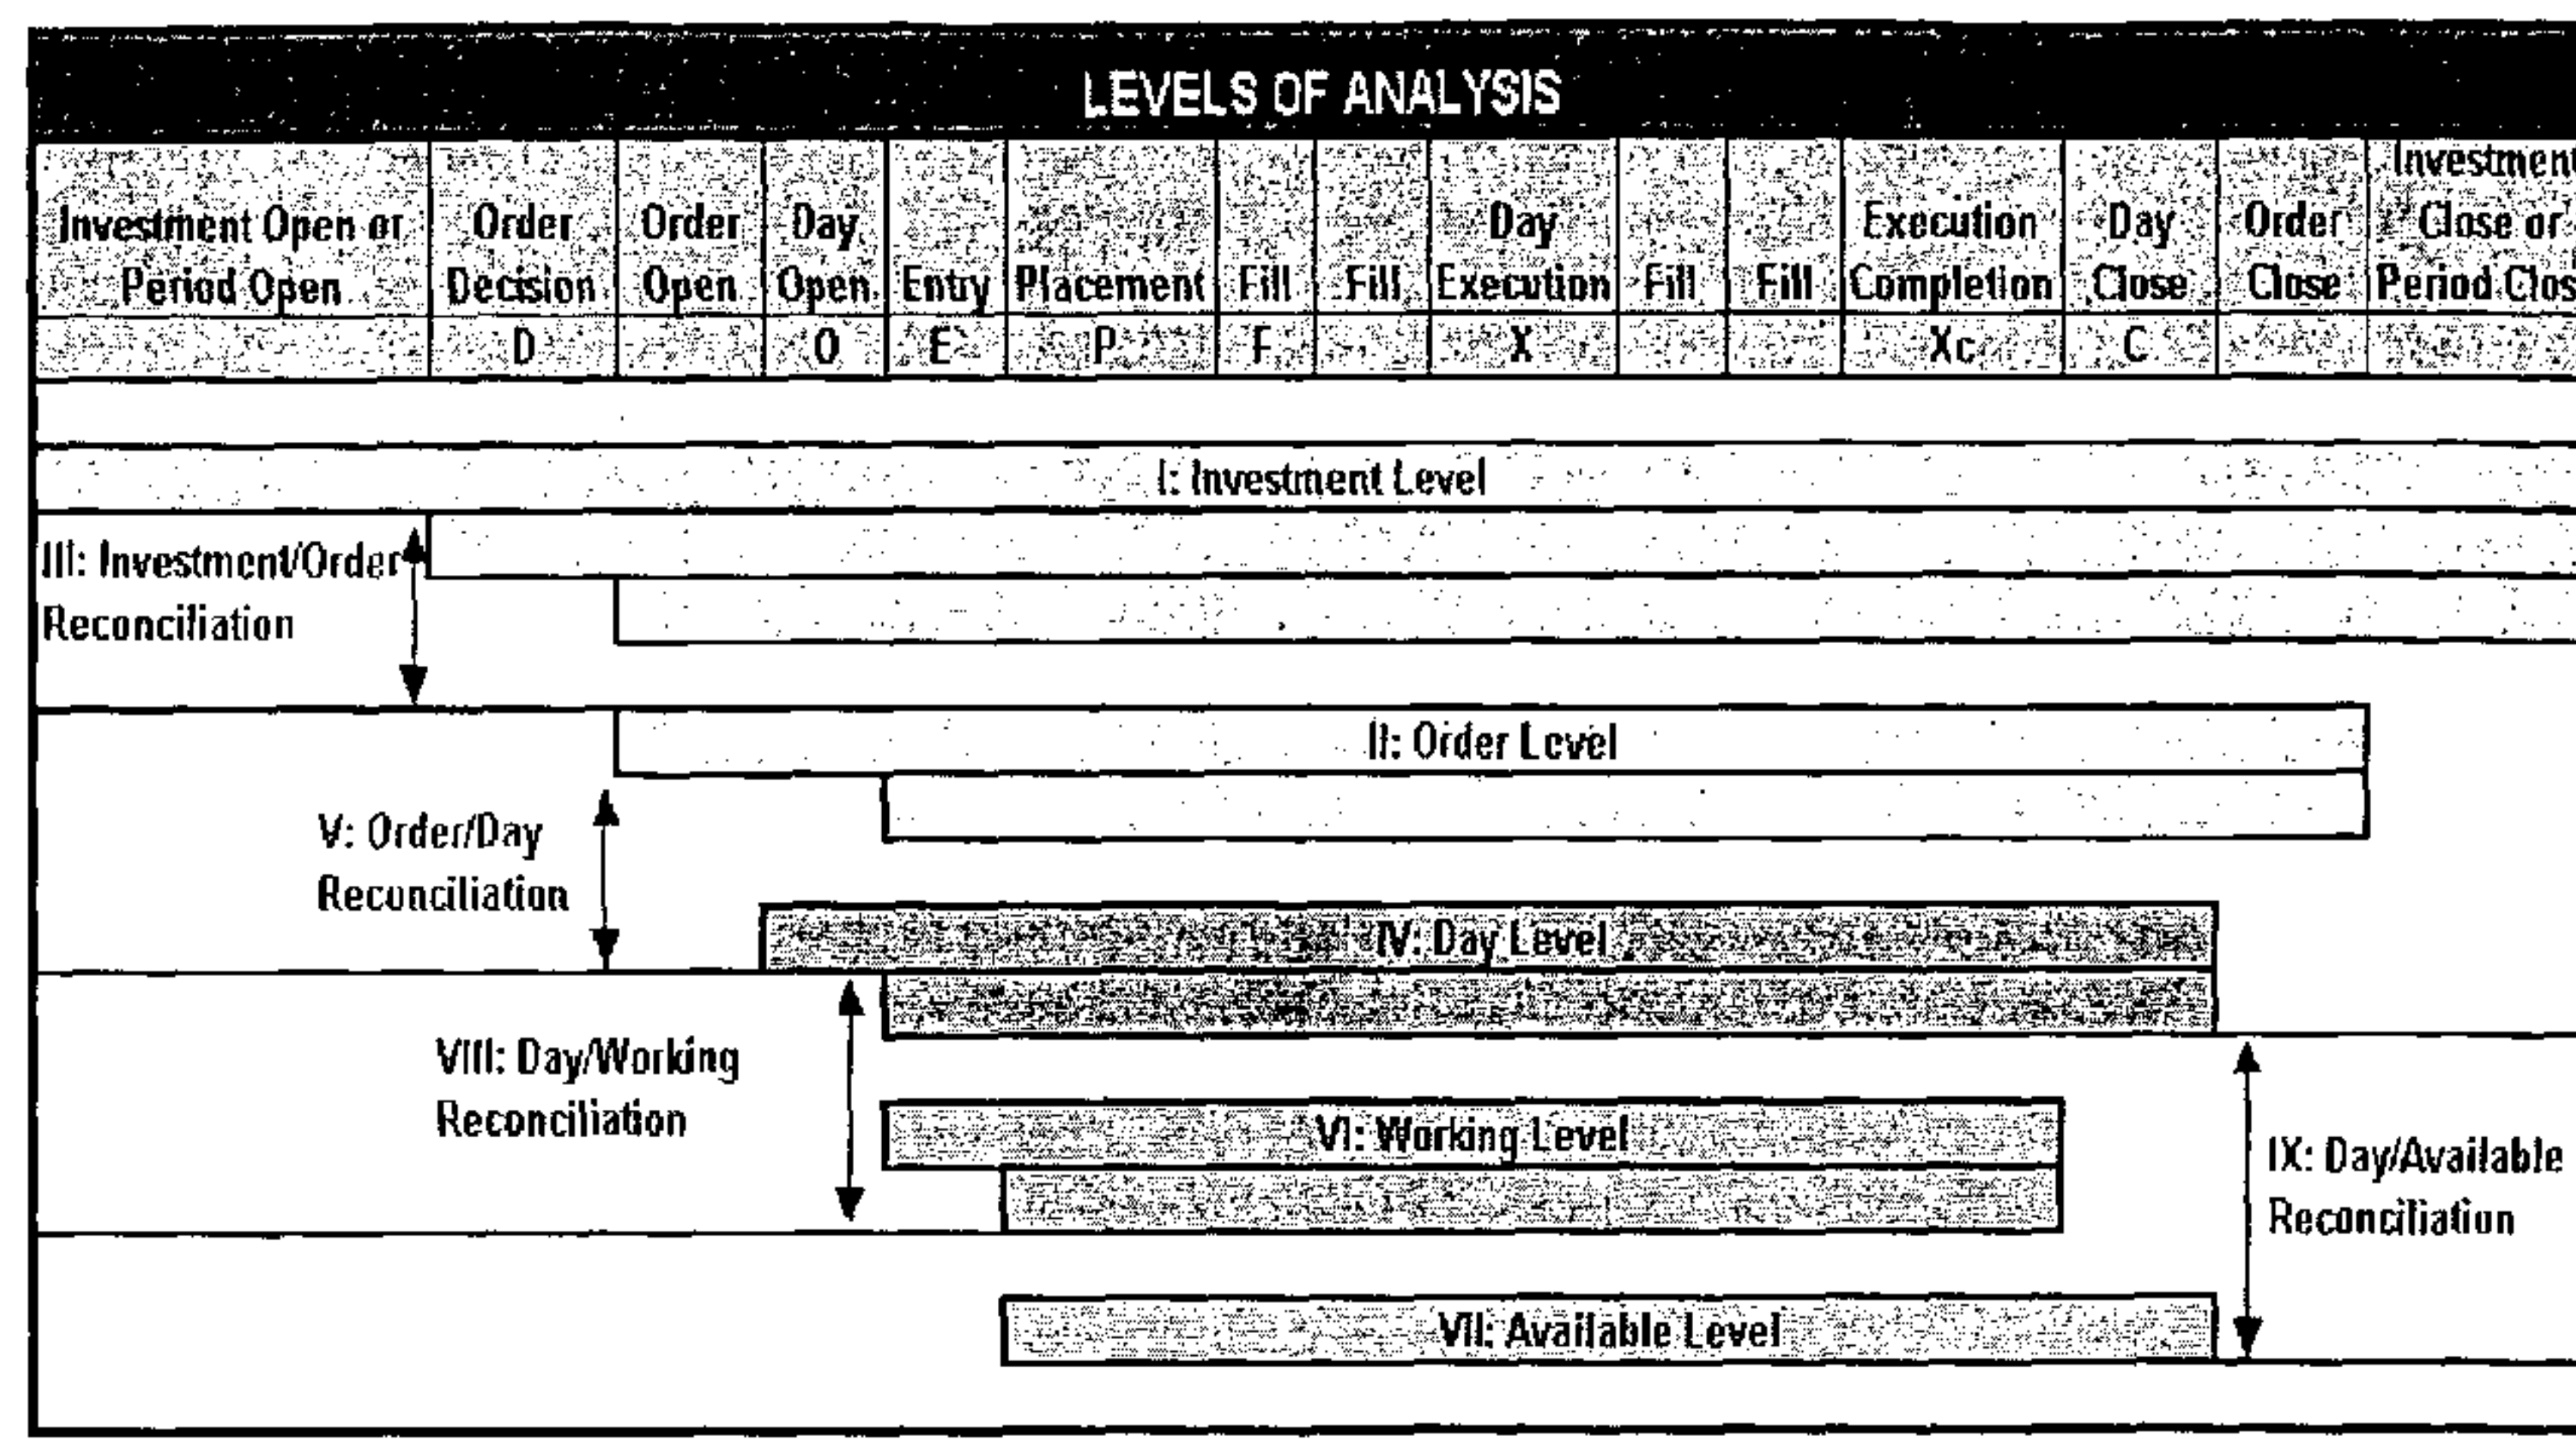 LEVELS OF ANALYSIS
Investment Open or Period Open
Order Decision
Order Open
Day Open
Entry
Placement
Fill
Fill
Day Execution
Fill
Fill
Execution Completion
Day Close
Order Close
Investment Close or Period Clos
D
O
E
P
F
X
Xc
C
I: Investment Level
III: Investment/Order
Reconciliation
II: Order Level
V: Order/Day
Reconciliation
IV: Day Level
VIII: Day/Working
Reconciliation
VI: Working Level
IX: Day/Available
Reconciliation
VII: Available Level